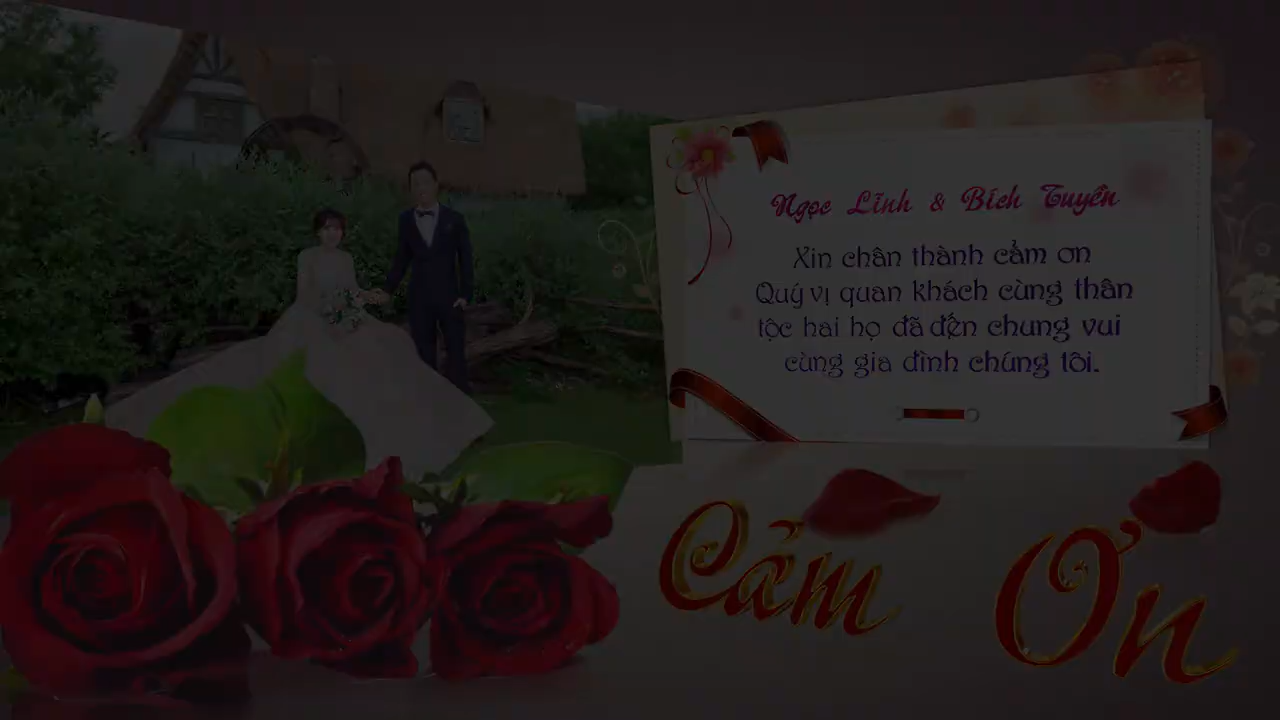 Ngọc Lĩnh & Bích Tuyền
Xin chân thành cảm ơn
Quý vị quan khách cùng thân
tộc hai họ đã đến chung vui
cùng gia đình chúng tôi.
Cảm Ơn